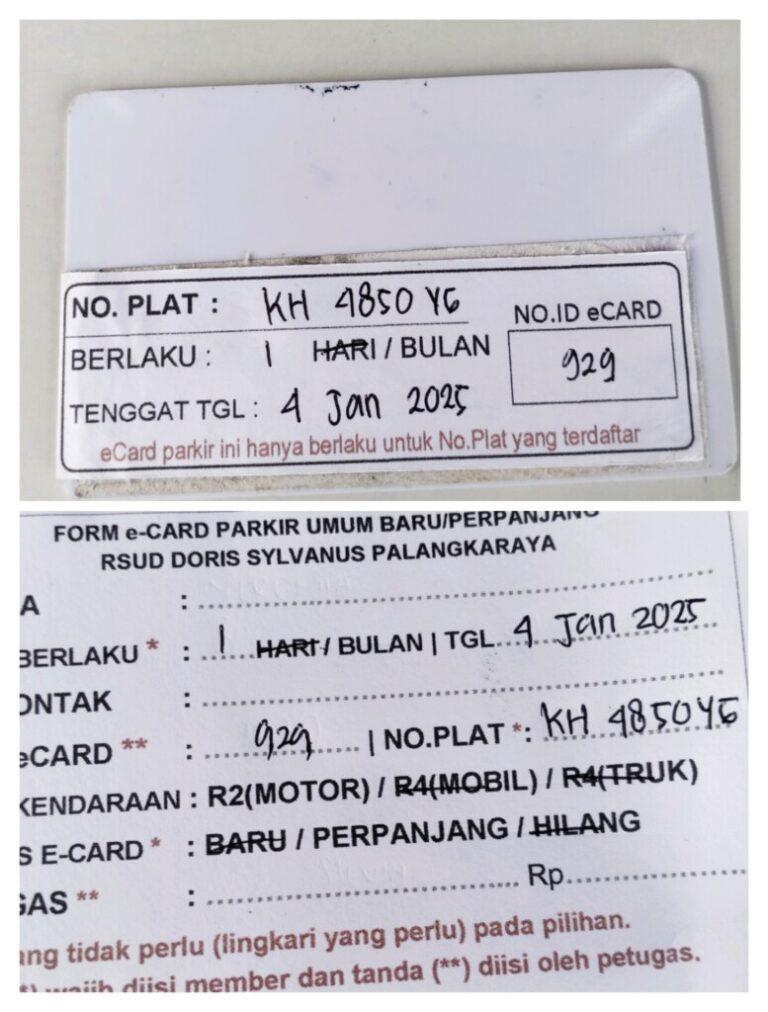 NO. PLAT : KH 4850 YG
NO.ID eCARD
BERLAKU : 1 HARI / BULAN
929
TENGGAT TGL : 4 Jan 2025
eCard parkir ini hanya berlaku untuk No.Plat yang terdaftar
FORM e-CARD PARKIR UMUM BARU/PERPANJANG
RSUD DORIS SYLVANUS PALANGKARAYA
A : ........................
BERLAKU * : ..1.... HARI / BULAN | TGL.. 4 Jan 2025
ONTAK : ........................
eCARD ** : ......929...... | NO.PLAT *: KH 4850YG
KENDARAAN : R2(MOTOR) / R4(MOBIL) / R4(TRUK)
S E-CARD * : BARU / PERPANJANG / HILANG
GAS ** : ........................ Rp........................
ang tidak perlu (lingkari yang perlu) pada pilihan.
*) wajib diisi member dan tanda (**) diisi oleh petugas.